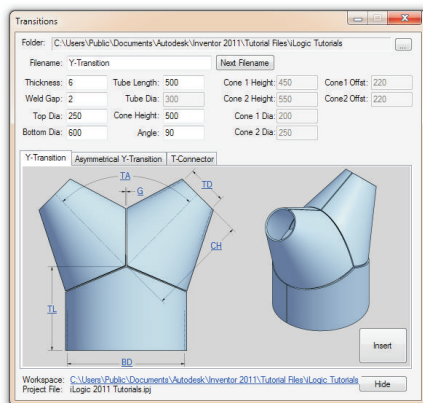 Transitions
Folder: C:\Users\Public\Documents\Autodesk\Inventor 2011\Tutorial Files\iLogic Tutorials ...
Filename: Y-Transition Next Filename
Thickness: 6 Tube Length: 500 Cone 1 Height: 450 Cone1 Offst: 220
Weld Gap: 2 Tube Dia: 300 Cone 2 Height: 550 Cone2 Offst: 220
Top Dia: 250 Cone Height: 500 Cone 1 Dia: 200
Bottom Dia: 600 Angle: 90 Cone 2 Dia: 250
Y-Transition Asymmetrical Y-Transition T-Connector
TA
G
TD
CH
TL
BD
Insert
Workspace: C:\Users\Public\Documents\Autodesk\Inventor 2011\Tutorial Files\iLogic Tutorials
Project File: iLogic 2011 Tutorials.ipj
Hide